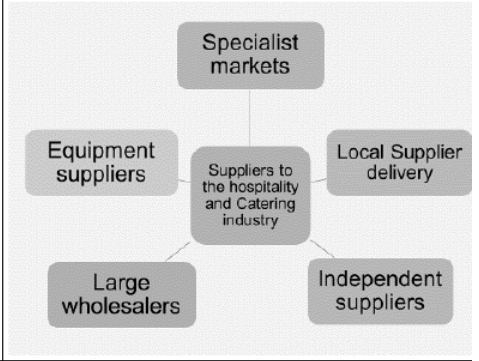 Specialist
markets
Equipment
suppliers
Suppliers to
the hospitality
and Catering
industry
Local Supplier
delivery
Large
wholesalers
Independent
suppliers